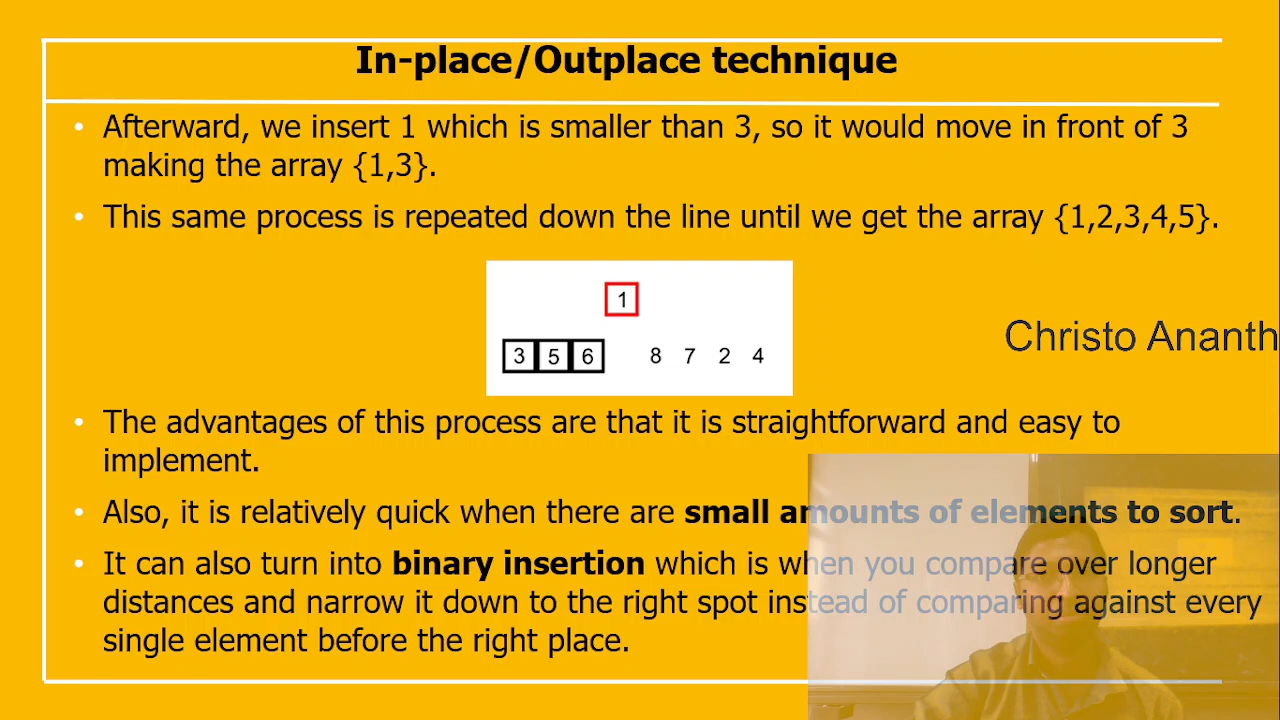 In-place/Outplace technique
• Afterward, we insert 1 which is smaller than 3, so it would move in front of 3
making the array {1,3}.
• This same process is repeated down the line until we get the array {1,2,3,4,5}.
1
3 5 6 8 7 2 4
Christo Ananth
• The advantages of this process are that it is straightforward and easy to
implement.
• Also, it is relatively quick when there are small amounts of elements to sort.
• It can also turn into binary insertion which is when you compare over longer
distances and narrow it down to the right spot instead of comparing against every
single element before the right place.